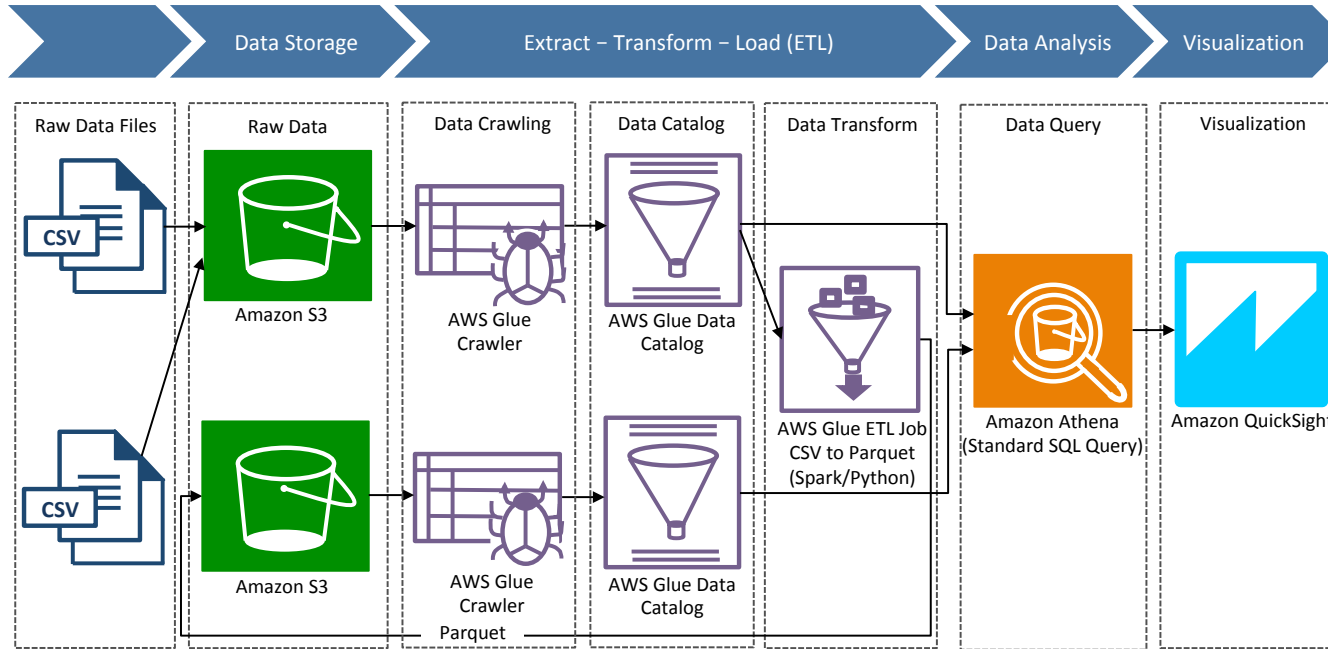 Data Storage
Extract – Transform – Load (ETL)
Data Analysis
Visualization
Raw Data Files
Raw Data
Data Crawling
Data Catalog
Data Transform
Data Query
Visualization
CSV
Amazon S3
AWS Glue
Crawler
AWS Glue Data
Catalog
AWS Glue ETL Job
CSV to Parquet
(Spark/Python)
Amazon Athena
(Standard SQL Query)
Amazon QuickSight
CSV
Amazon S3
AWS Glue
Crawler
AWS Glue Data
Catalog
Parquet